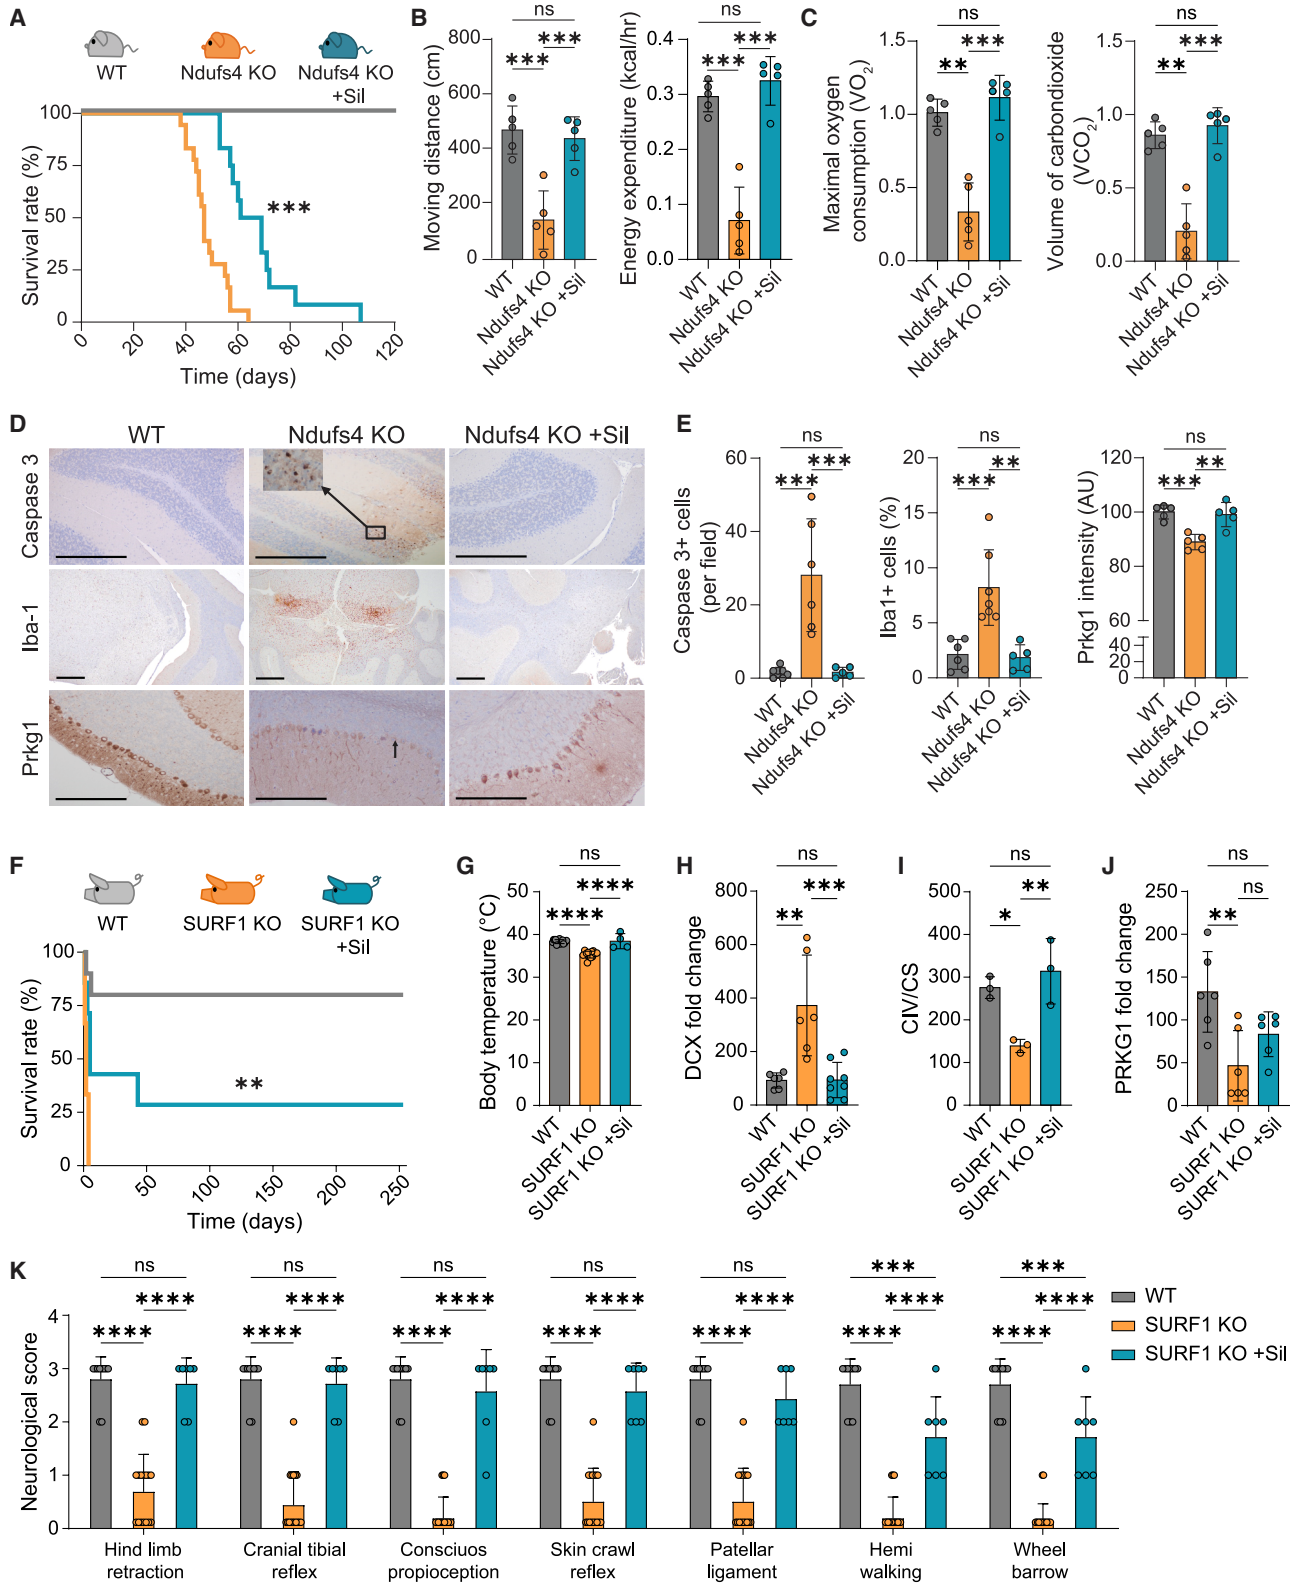 A
WT
Ndufs4 KO
Ndufs4 KO
+Sil
Survival rate (%)
100
75
50
25
0
***
0
20
40
60
80
100
120
Time (days)
B
ns
***
***
Moving distance (cm)
800
600
400
200
0
WT
Ndufs4 KO
Ndufs4 KO +Sil
ns
***
***
Energy expenditure (kcal/hr)
0.4
0.3
0.2
0.1
0.0
WT
Ndufs4 KO
Ndufs4 KO +Sil
C
ns
***
**
Maximal oxygen
consumption (VO₂)
1.5
1.0
0.5
0.0
WT
Ndufs4 KO
Ndufs4 KO +Sil
ns
***
**
Volume of carbondioxide
(VCO₂)
1.5
1.0
0.5
0.0
WT
Ndufs4 KO
Ndufs4 KO +Sil
D
WT
Ndufs4 KO
Ndufs4 KO +Sil
Caspase 3
Iba-1
Prkg1
E
ns
***
***
Caspase 3+ cells
(per field)
60
40
20
0
WT
Ndufs4 KO
Ndufs4 KO +Sil
ns
**
***
Iba1+ cells (%)
20
15
10
5
0
WT
Ndufs4 KO
Ndufs4 KO +Sil
ns
**
***
Prkg1 intensity (AU)
120
100
80
60
40
20
0
WT
Ndufs4 KO
Ndufs4 KO +Sil
F
WT
SURF1 KO
SURF1 KO
+Sil
Survival rate (%)
100
75
50
25
0
**
0
50
100
150
200
250
Time (days)
G
ns
****
****
Body temperature (°C)
50
40
30
20
10
0
WT
SURF1 KO
SURF1 KO +Sil
H
ns
***
**
DCX fold change
800
600
400
200
0
WT
SURF1 KO
SURF1 KO +Sil
I
ns
**
*
CIV/CS
500
400
300
200
100
0
WT
SURF1 KO
SURF1 KO +Sil
J
ns
ns
**
PRKG1 fold change
250
200
150
100
50
0
WT
SURF1 KO
SURF1 KO +Sil
K
Neurological score
4
3
2
1
0
ns
****
****
ns
****
****
ns
****
****
ns
****
****
ns
****
****
***
****
****
***
****
****
Hind limb
retraction
Cranial tibial
reflex
Consciuos
propioception
Skin crawl
reflex
Patellar
ligament
Hemi
walking
Wheel
barrow
WT
SURF1 KO
SURF1 KO +Sil